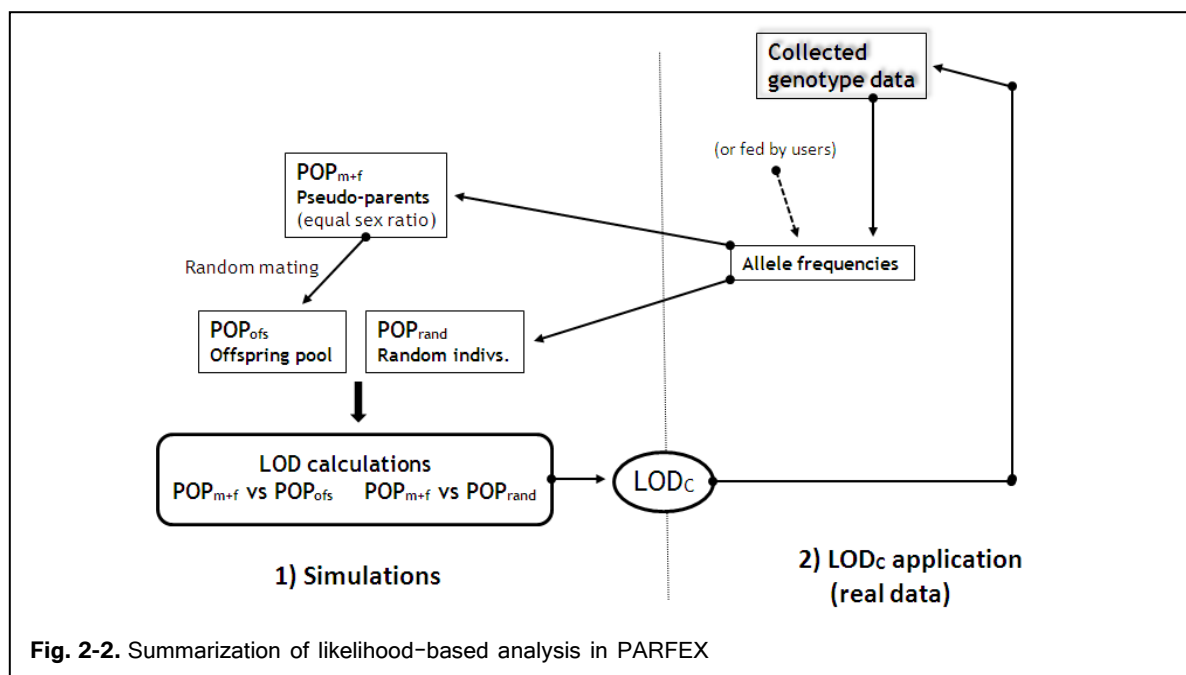 Collected
genotype data
(or fed by users)
POPm+f
Pseudo-parents
(equal sex ratio)
Allele frequencies
Random mating
POPofs
Offspring pool
POPrand
Random indivs.
LOD calculations
POPm+f vs POPofs POPm+f vs POPrand
LODC
1) Simulations
2) LODc application
(real data)
Fig. 2-2. Summarization of likelihood-based analysis in PARFEX